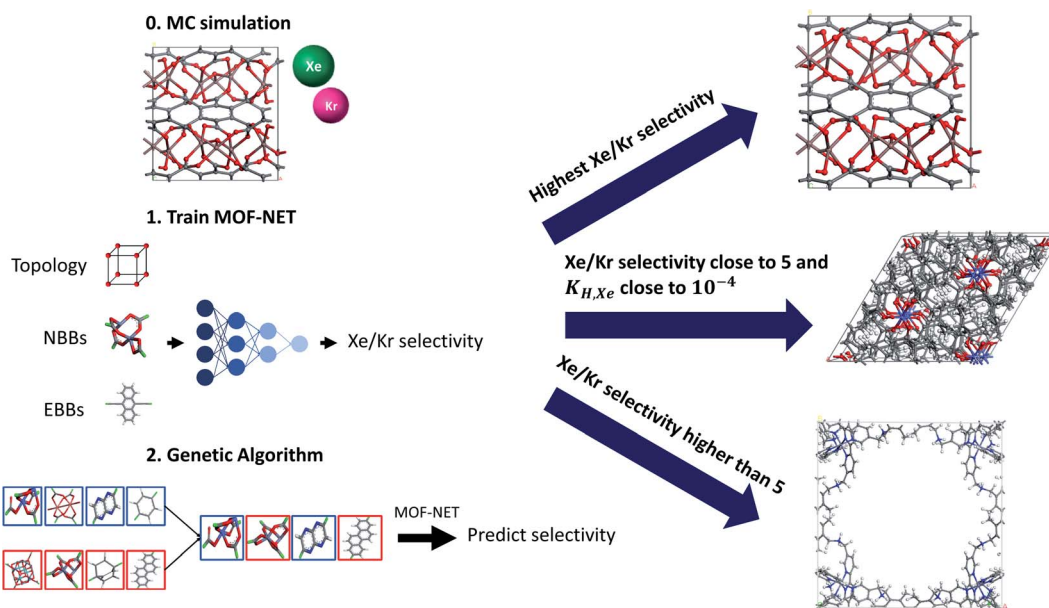 0. MC simulation
Xe
Kr
1. Train MOF-NET
Topology
NBBs
EBBs
Xe/Kr selectivity
2. Genetic Algorithm
MOF-NET
Predict selectivity
Highest Xe/Kr selectivity
Xe/Kr selectivity close to 5 and
K_{H,Xe} close to 10^{-4}
Xe/Kr selectivity higher than 5